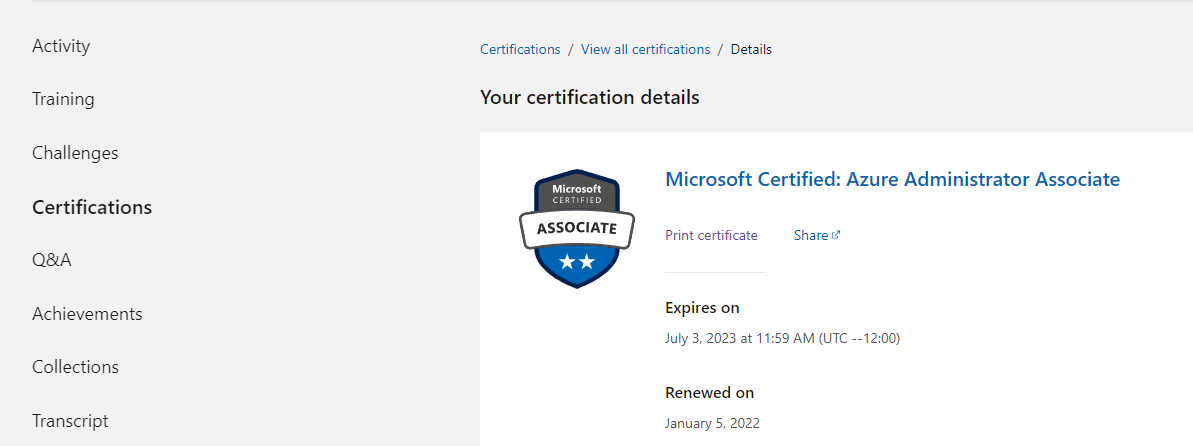 Activity
Training
Challenges
Certifications
Q&A
Achievements
Collections
Transcript
Certifications / View all certifications / Details
Your certification details
Microsoft
CERTIFIED
ASSOCIATE
Microsoft Certified: Azure Administrator Associate
Print certificate Share
Expires on
July 3, 2023 at 11:59 AM (UTC --12:00)
Renewed on
January 5, 2022